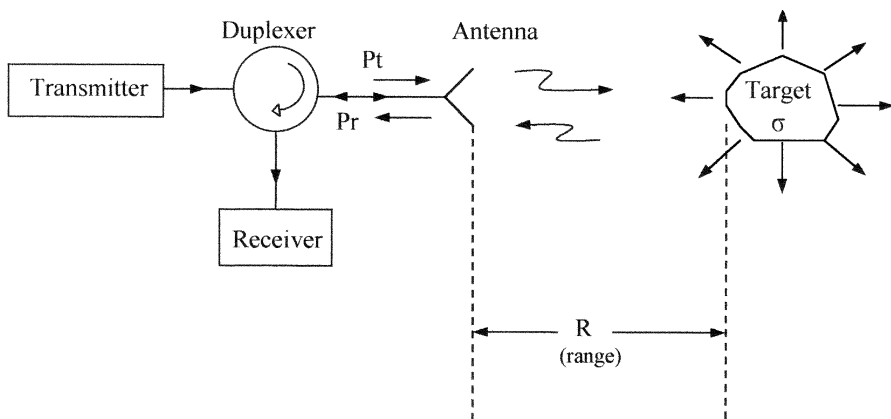 Duplexer
Antenna
Transmitter
Pt
Pr
Target
σ
Receiver
R
(range)